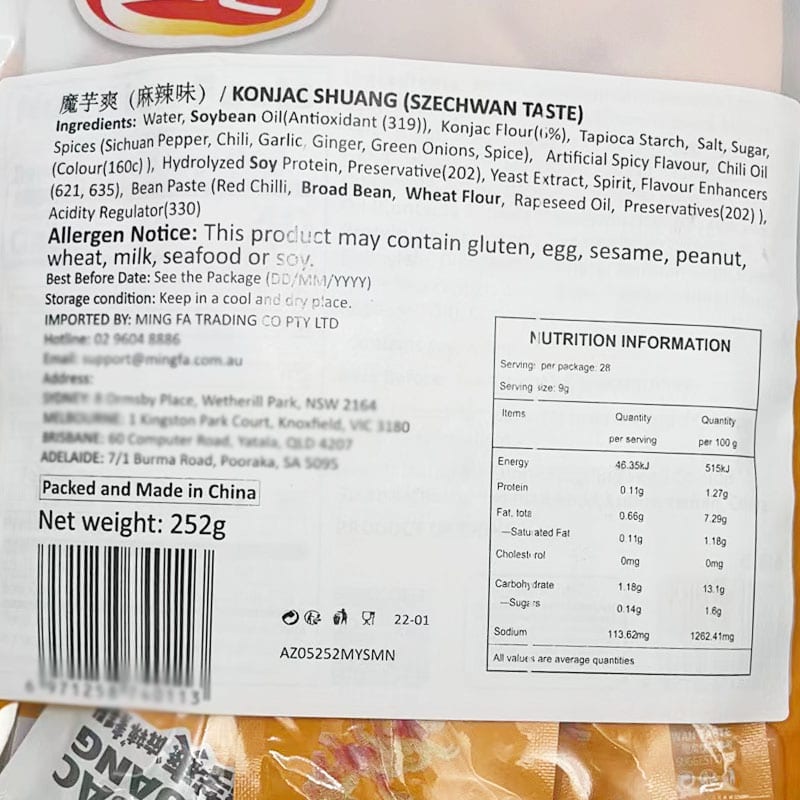 魔芋爽（麻辣味）/ KONJAC SHUANG (SZECHWAN TASTE)
Ingredients: Water, Soybean Oil(Antioxidant (319)), Konjac Flour(6%), Tapioca Starch, Salt, Sugar,
Spices (Sichuan Pepper, Chili, Garlic, Ginger, Green Onions, Spice), Artificial Spicy Flavour, Chili Oil
(Colour(160c)), Hydrolyzed Soy Protein, Preservative(202), Yeast Extract, Spirit, Flavour Enhancers
(621, 635), Bean Paste (Red Chilli, Broad Bean, Wheat Flour, Rapeseed Oil, Preservatives(202)),
Acidity Regulator(330)
Allergen Notice: This product may contain gluten, egg, sesame, peanut,
wheat, milk, seafood or soy.
Best Before Date: See the Package (DD/MM/YYYY)
Storage condition: Keep in a cool and dry place.
IMPORTED BY: MING FA TRADING CO PTY LTD
Hotline: 02 9604 8886
Email: support@mingfa.com.au
Address:
SYDNEY: 8 Ormsby Place, Wetherill Park, NSW 2164
MELBOURNE: 1 Kingston Park Court, Knoxfield, VIC 3180
BRISBANE: 60 Computer Road, Yatala, QLD 4207
ADELAIDE: 7/1 Burma Road, Pooraka, SA 5095
Packed and Made in China
Net weight: 252g
22-01
AZ05252MYSMN
NUTRITION INFORMATION
Serving: per package: 28
Serving size: 9g
Items Quantity per serving Quantity per 100 g
Energy 46.35kJ 515kJ
Protein 0.11g 1.27g
Fat, tota 0.66g 7.29g
—Saturated Fat 0.11g 1.18g
Cholesterol 0mg 0mg
Carbohydrate 1.18g 13.1g
—Sugars 0.14g 1.6g
Sodium 113.62mg 1262.41mg
All values are average quantities